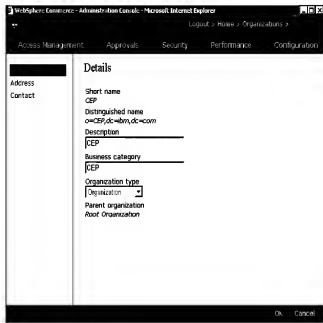 WebSphere Commerce - Administration Console - Microsoft Internet Explorer
Logout > Home > Organizations >
Access Management Approvals Security Performance Configuration
Address
Contact
Details
Short name
CEP
Distinguished name
o=CEP,dc=ibm,dc=com
Description
CEP
Business category
CEP
Organization type
Organization
Parent organization
Root Organization
Ok Cancel